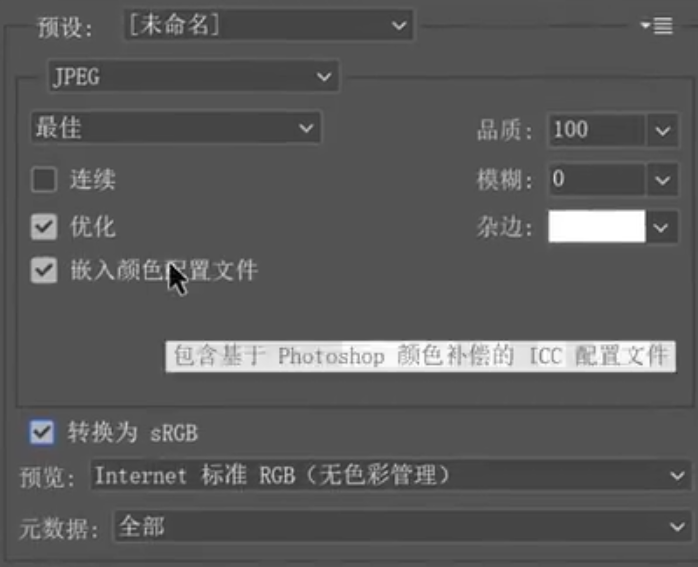 预设: [未命名]
JPEG
最佳 品质: 100
连续 模糊: 0
优化 杂边:
嵌入颜色配置文件
包含基于 Photoshop 颜色补偿的 ICC 配置文件
转换为 sRGB
预览: Internet 标准 RGB（无色彩管理）
元数据: 全部